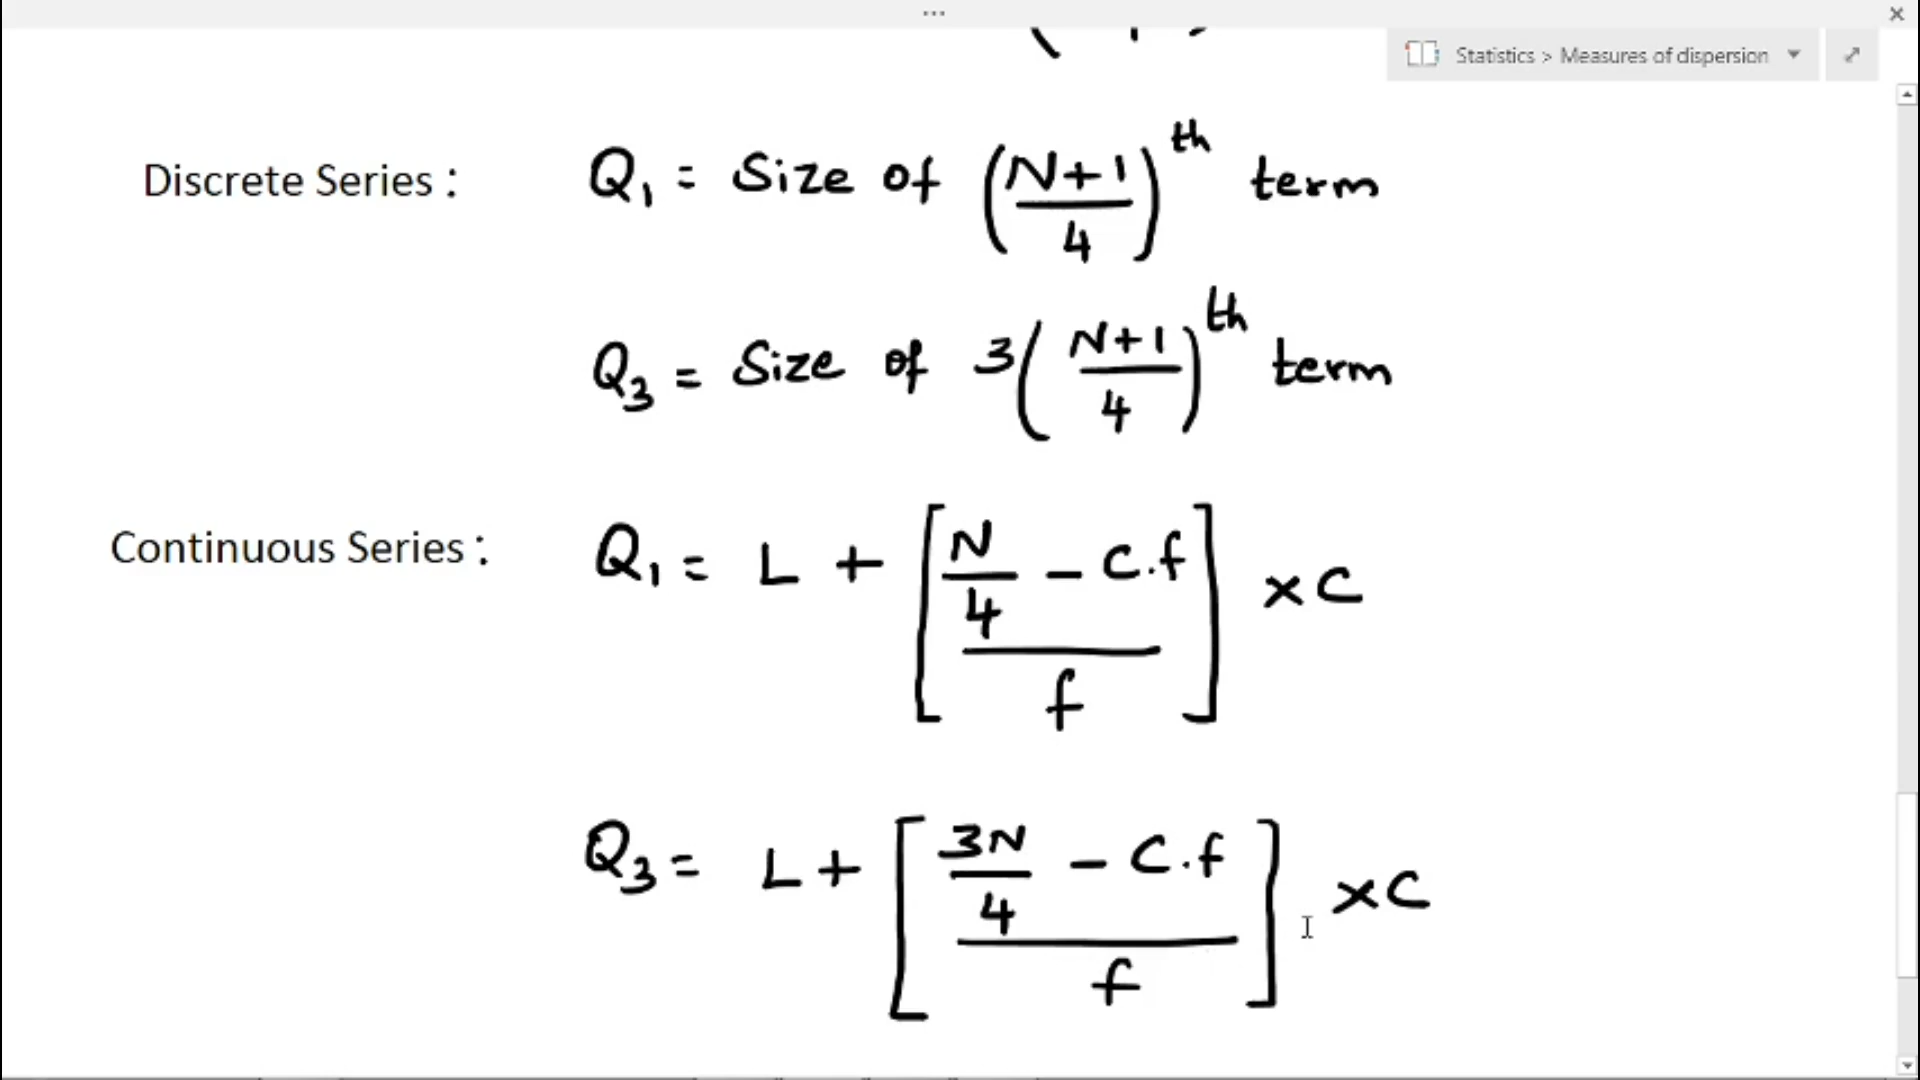 Statistics > Measures of dispersion
Discrete Series : Q₁ = Size of (N+1/4)ᵗʰ term
Q₃ = Size of 3(N+1/4)ᵗʰ term
Continuous Series : Q₁ = L + [N/4 - C.f / f] × C
Q₃ = L + [3N/4 - C.f / f] × C